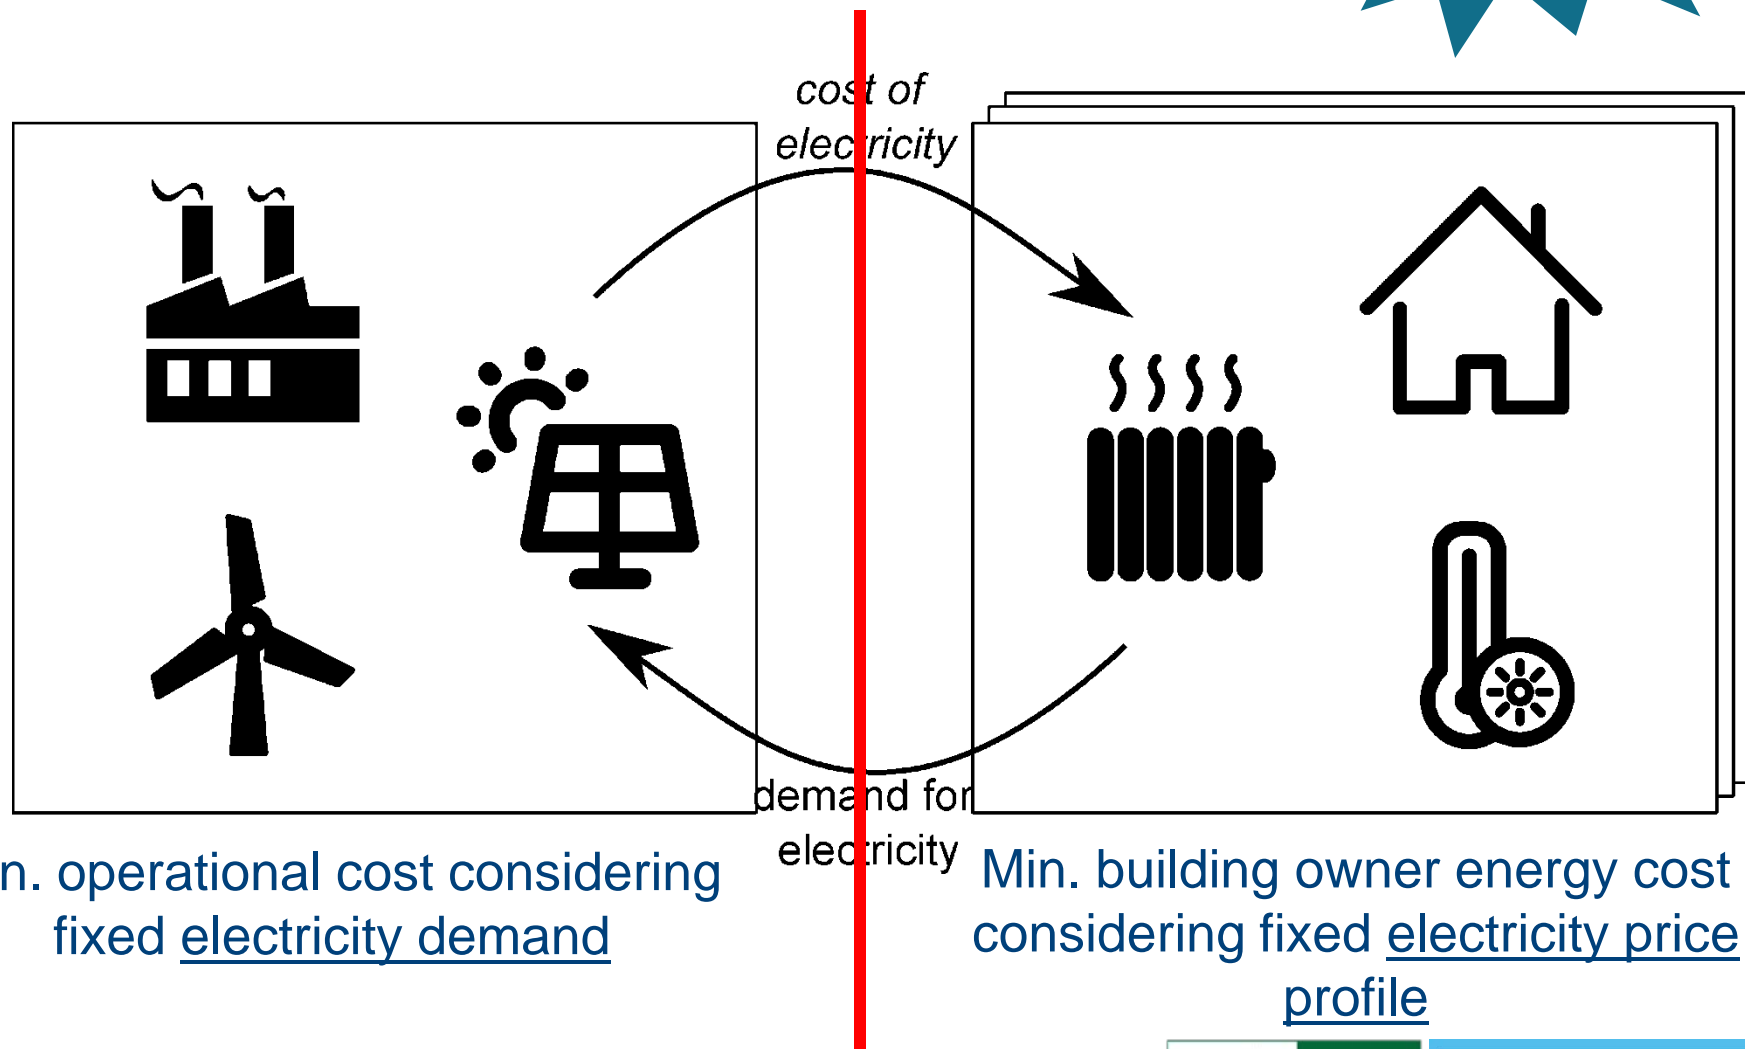 cost of
electricity
demand for
electricity
n. operational cost considering
fixed electricity demand
Min. building owner energy cost
considering fixed electricity price
profile